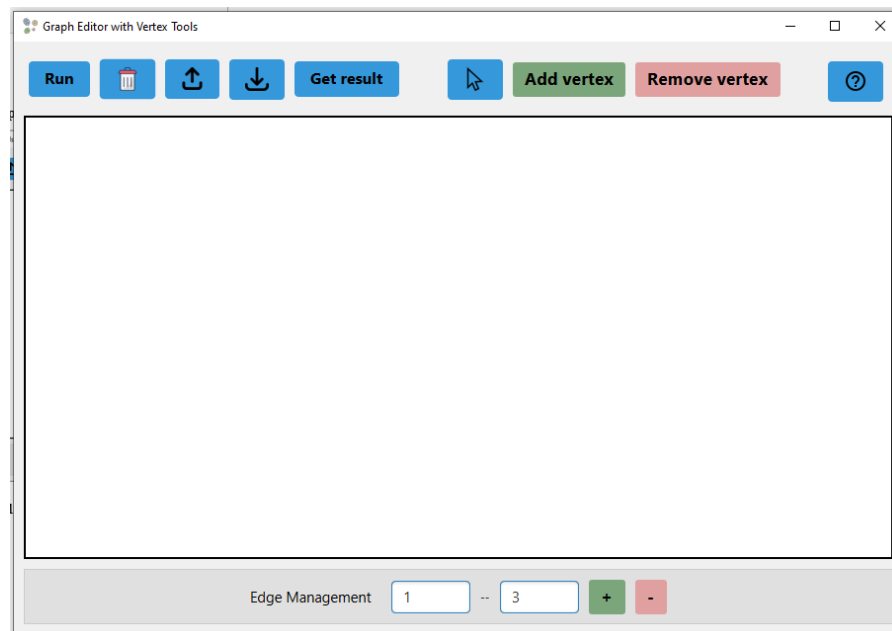 Graph Editor with Vertex Tools
Run Get result Add vertex Remove vertex
Edge Management 1 -- 3 + -